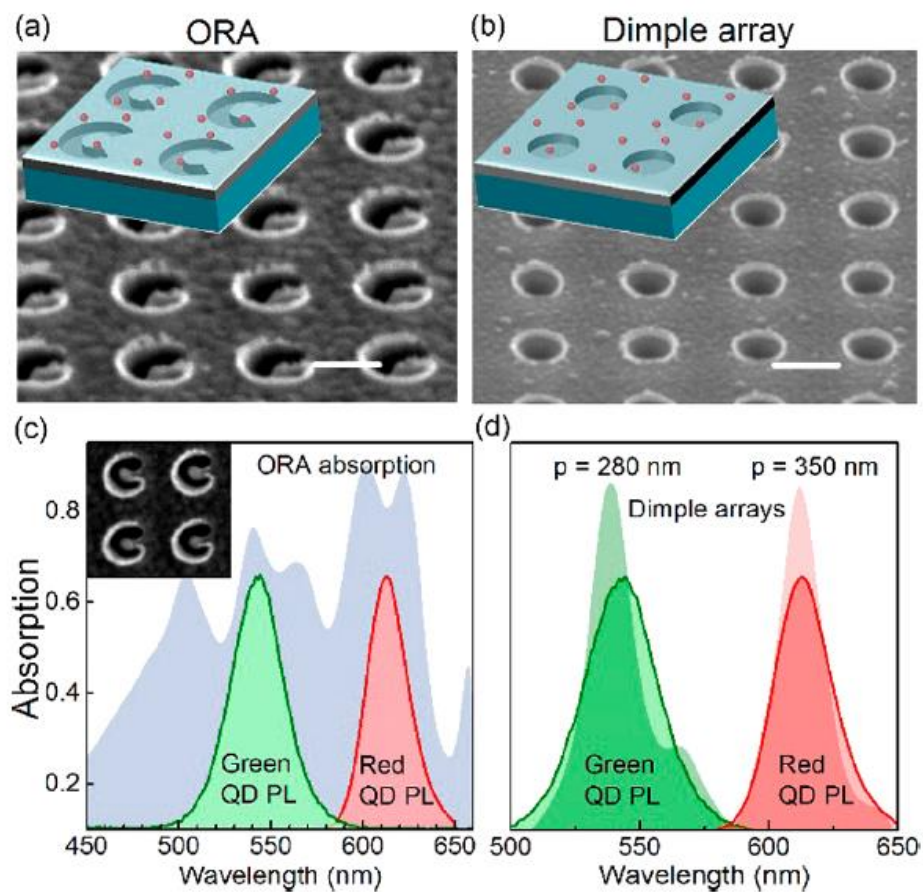 (a) ORA
(b) Dimple array
(c)
ORA absorption
Absorption
0.8
0.6
0.4
0.2
Green
QD PL
Red
QD PL
450 500 550 600 650
Wavelength (nm)
(d)
p = 280 nm p = 350 nm
Dimple arrays
Green
QD PL
Red
QD PL
500 550 600 650
Wavelength (nm)